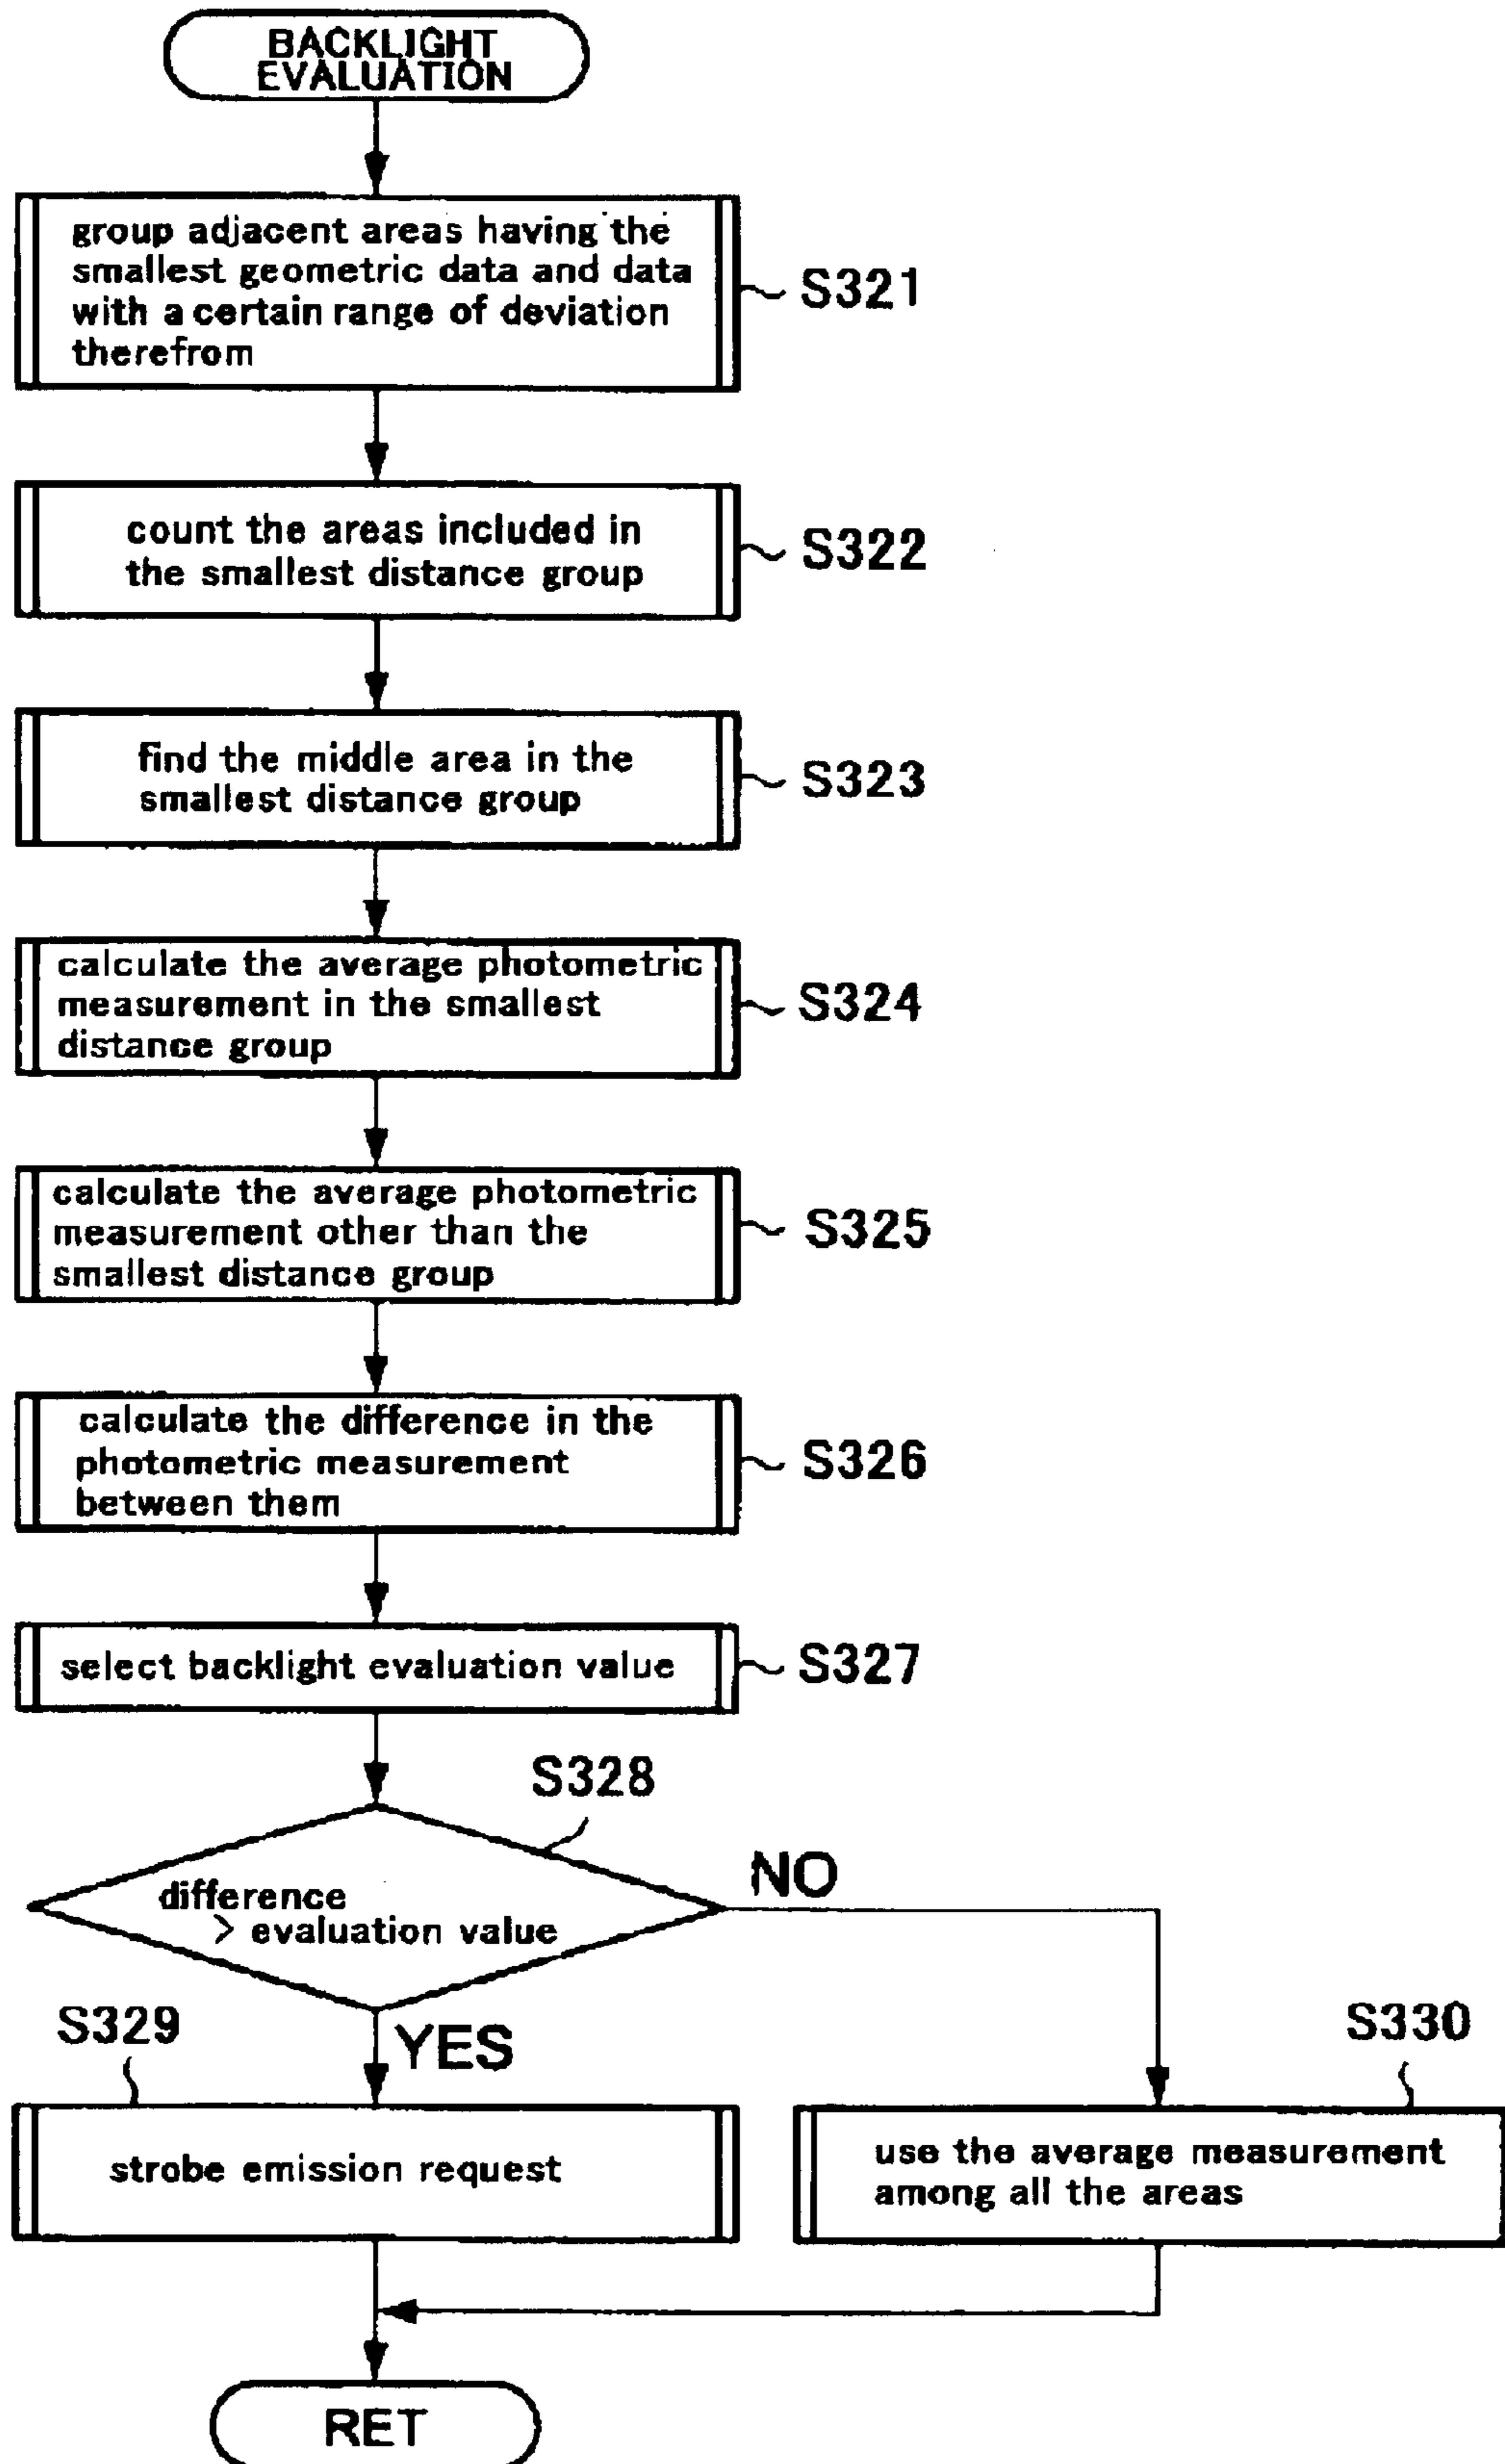 BACKLIGHT
EVALUATION
group adjacent areas having the
smallest geometric data and data
with a certain range of deviation
therefrom
S321
count the areas included in
the smallest distance group
S322
find the middle area in the
smallest distance group
S323
calculate the average photometric
measurement in the smallest
distance group
S324
calculate the average photometric
measurement other than the
smallest distance group
S325
calculate the difference in the
photometric measurement
between them
S326
select backlight evaluation value
S327
S328
difference
> evaluation value
NO
YES
S329
strobe emission request
S330
use the average measurement
among all the areas
RET